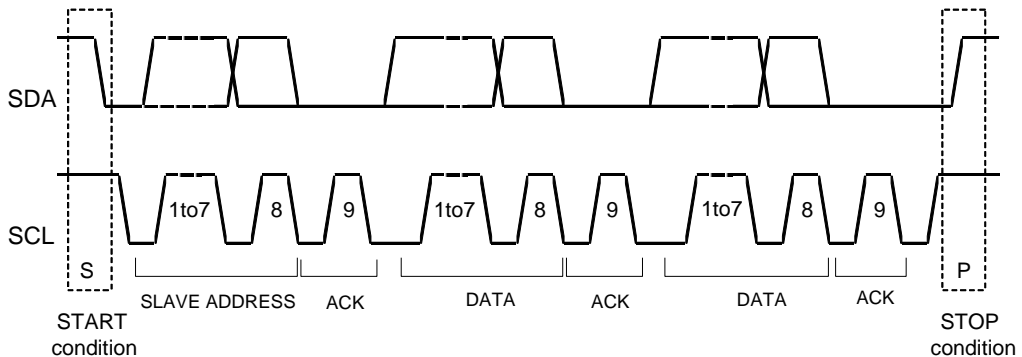 SDA
1to7 8 9 1to7 8 9 1to7 8 9
SCL
S P
SLAVE ADDRESS ACK DATA ACK DATA ACK
START
condition
STOP
condition